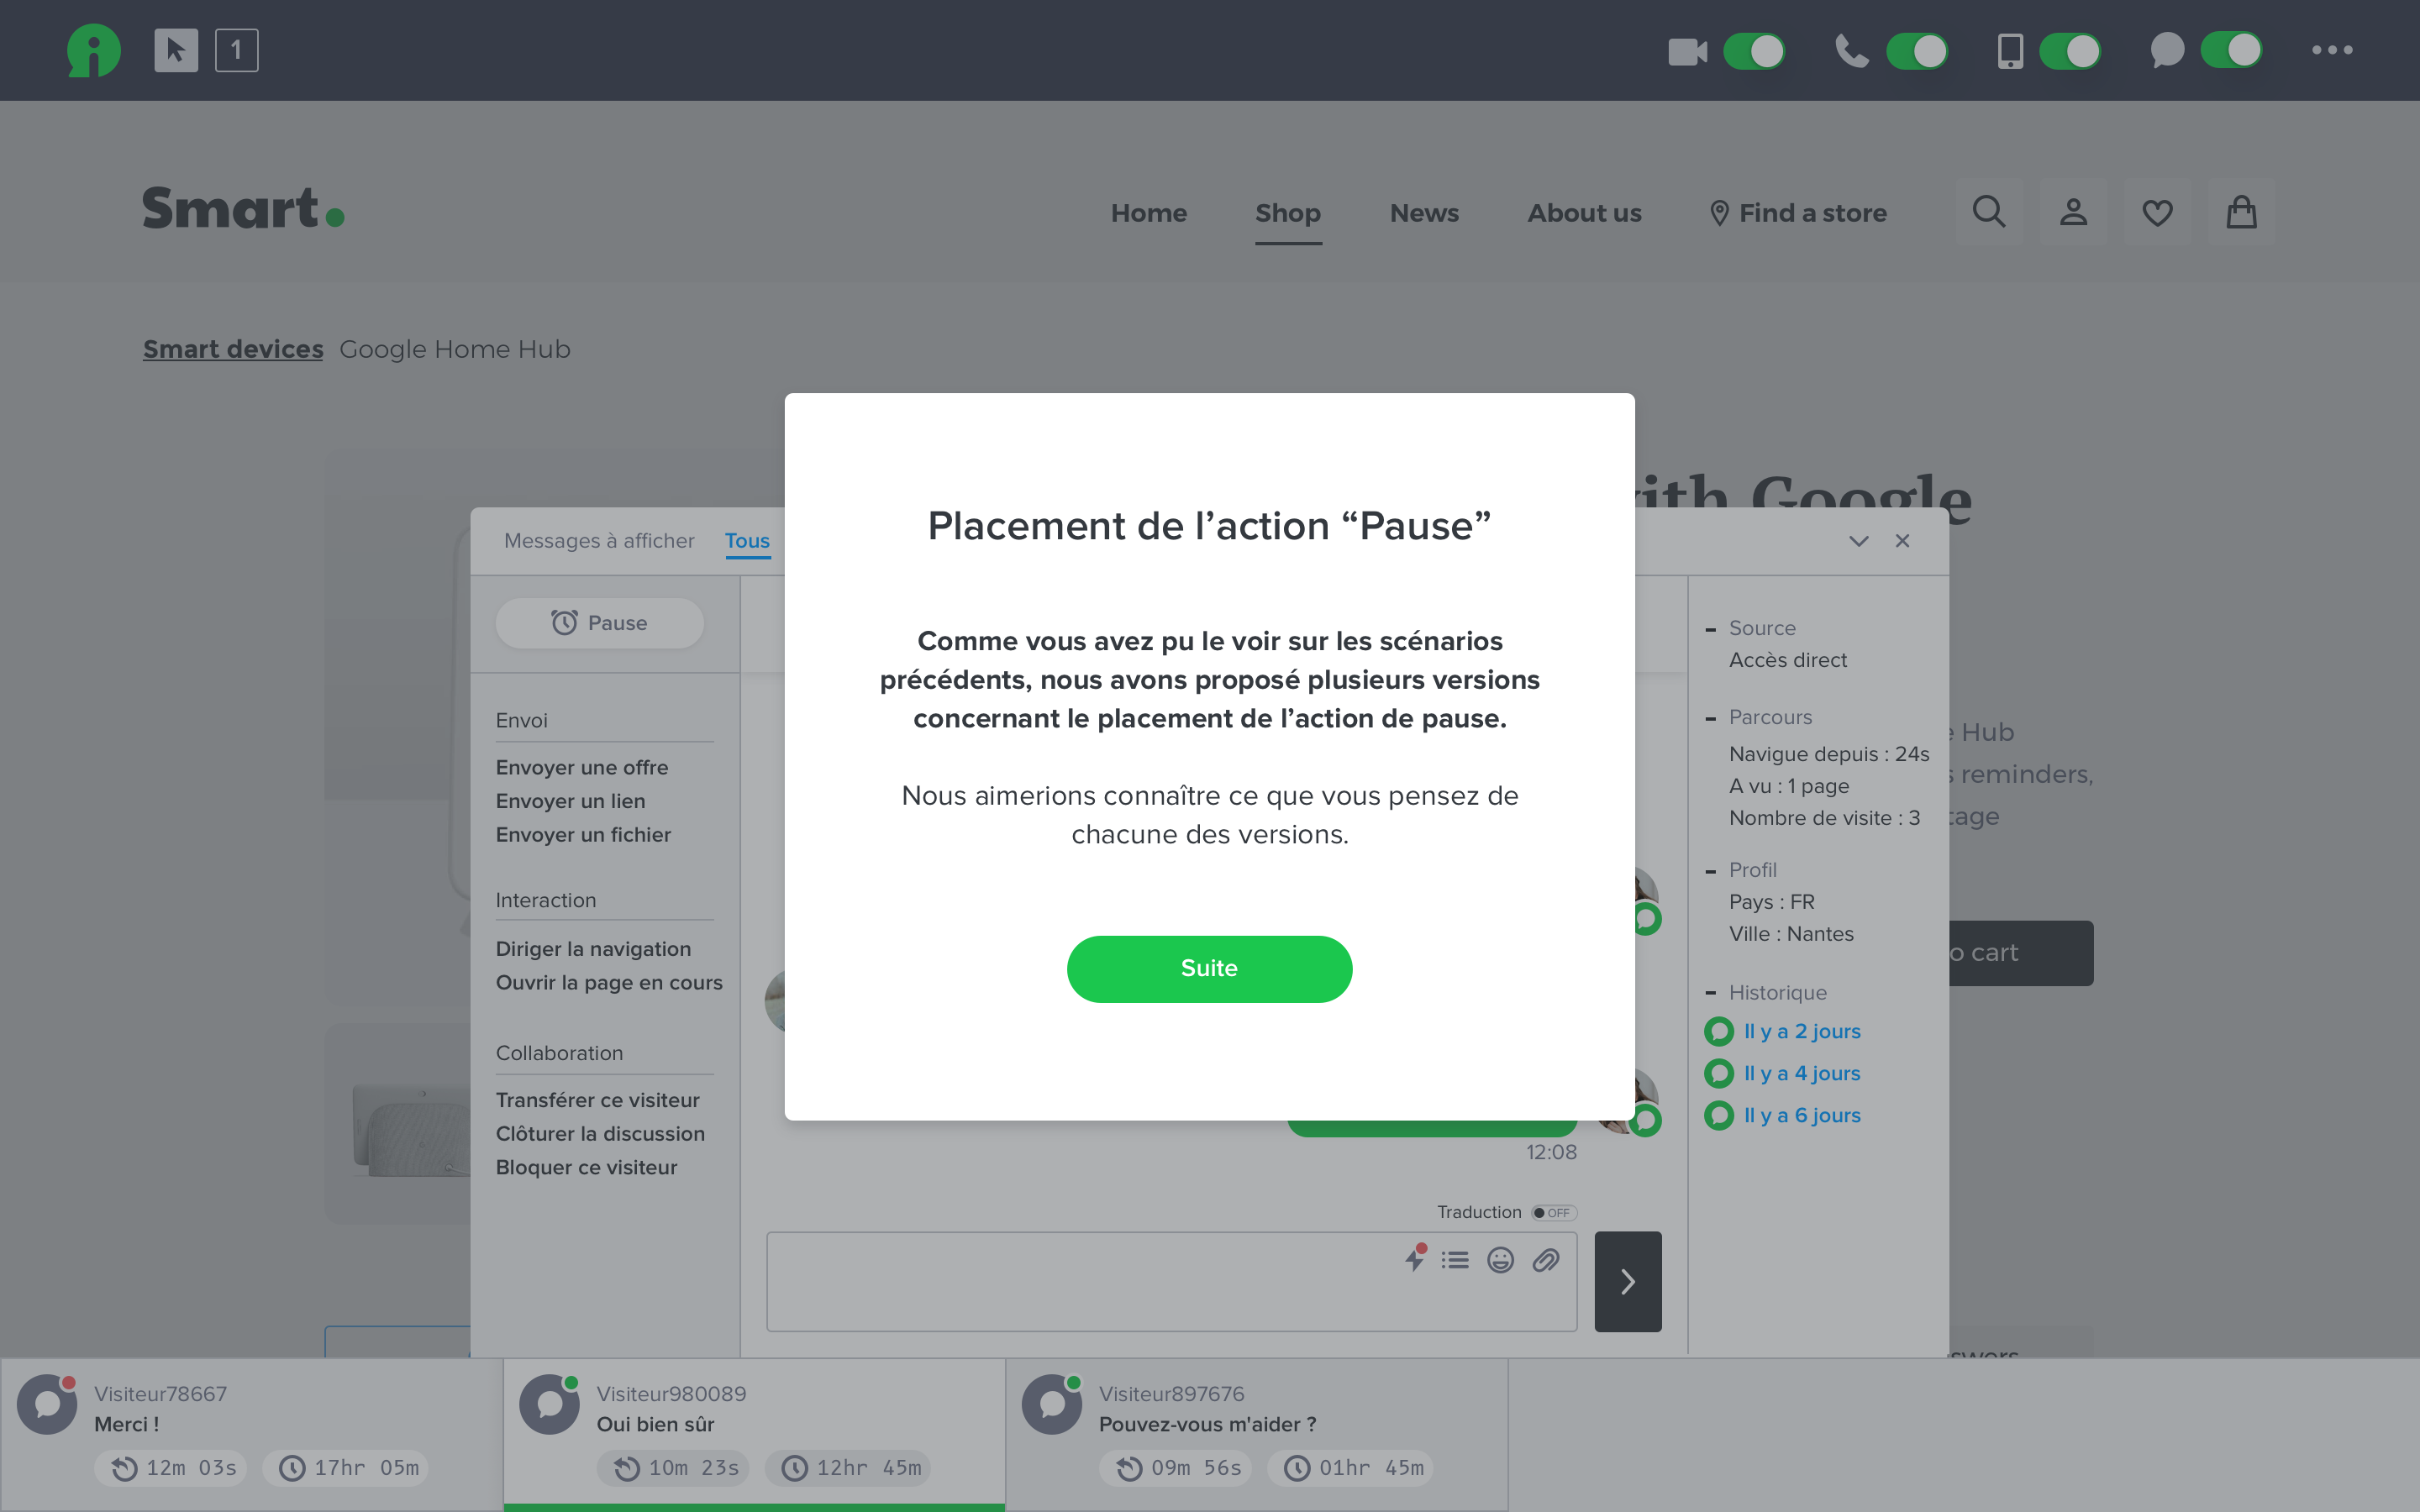 1
Smart.
Home
Shop
News
About us
Find a store
Smart devices Google Home Hub
with Google
Messages à afficher
Tous
Pause
Envoi
Envoyer une offre
Envoyer un lien
Envoyer un fichier
Interaction
Diriger la navigation
Ouvrir la page en cours
Collaboration
Transférer ce visiteur
Clôturer la discussion
Bloquer ce visiteur
Placement de l’action “Pause”
Comme vous avez pu le voir sur les scénarios
précédents, nous avons proposé plusieurs versions
concernant le placement de l’action de pause.
Nous aimerions connaître ce que vous pensez de
chacune des versions.
Suite
12:08
Traduction OFF
Source
Accès direct
Parcours
Navigue depuis : 24s
A vu : 1 page
Nombre de visite : 3
Profil
Pays : FR
Ville : Nantes
Historique
Il y a 2 jours
Il y a 4 jours
Il y a 6 jours
Hub
reminders,
cart
Visiteur78667
Merci !
12m 03s 17hr 05m
Visiteur980089
Oui bien sûr
10m 23s 12hr 45m
Visiteur897676
Pouvez-vous m'aider ?
09m 56s 01hr 45m